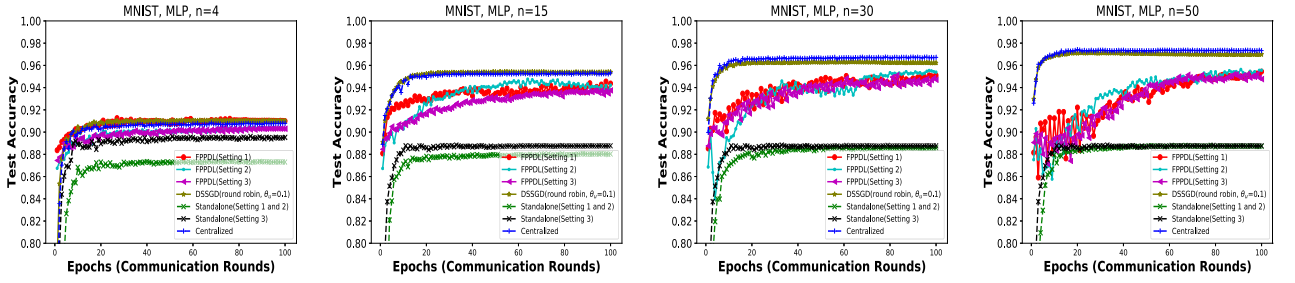 MNIST, MLP, n=4
Test Accuracy
1.00
0.98
0.96
0.94
0.92
0.90
0.88
0.86
0.84
0.82
0.80
FPPDL(Setting 1)
FPPDL(Setting 2)
FPPDL(Setting 3)
DSSGD(round robin, θu=0.1)
Standalone(Setting 1 and 2)
Standalone(Setting 3)
Centralized
0 20 40 60 80 100
Epochs (Communication Rounds)
MNIST, MLP, n=15
Test Accuracy
1.00
0.98
0.96
0.94
0.92
0.90
0.88
0.86
0.84
0.82
0.80
FPPDL(Setting 1)
FPPDL(Setting 2)
FPPDL(Setting 3)
DSSGD(round robin, θu=0.1)
Standalone(Setting 1 and 2)
Standalone(Setting 3)
Centralized
0 20 40 60 80 100
Epochs (Communication Rounds)
MNIST, MLP, n=30
Test Accuracy
1.00
0.98
0.96
0.94
0.92
0.90
0.88
0.86
0.84
0.82
0.80
FPPDL(Setting 1)
FPPDL(Setting 2)
FPPDL(Setting 3)
DSSGD(round robin, θu=0.1)
Standalone(Setting 1 and 2)
Standalone(Setting 3)
Centralized
0 20 40 60 80 100
Epochs (Communication Rounds)
MNIST, MLP, n=50
Test Accuracy
1.00
0.98
0.96
0.94
0.92
0.90
0.88
0.86
0.84
0.82
0.80
FPPDL(Setting 1)
FPPDL(Setting 2)
FPPDL(Setting 3)
DSSGD(round robin, θu=0.1)
Standalone(Setting 1 and 2)
Standalone(Setting 3)
Centralized
0 20 40 60 80 100
Epochs (Communication Rounds)